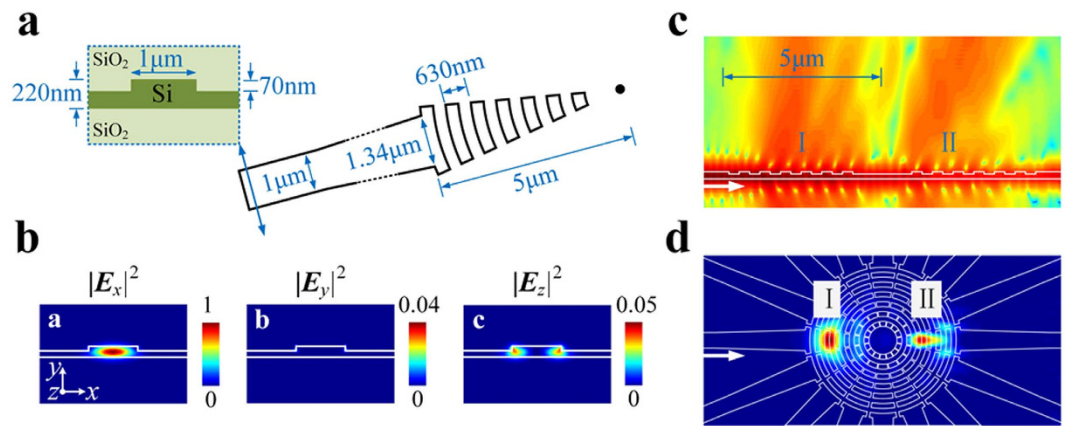 a
SiO₂
1μm
220nm
Si
70nm
SiO₂
630nm
1μm
1.34μm
5μm
b
|Eₓ|²
|Eᵧ|²
|E_z|²
a
1
0
y
z
x
b
0.04
0
c
0.05
0
c
5μm
I
II
d
I
II